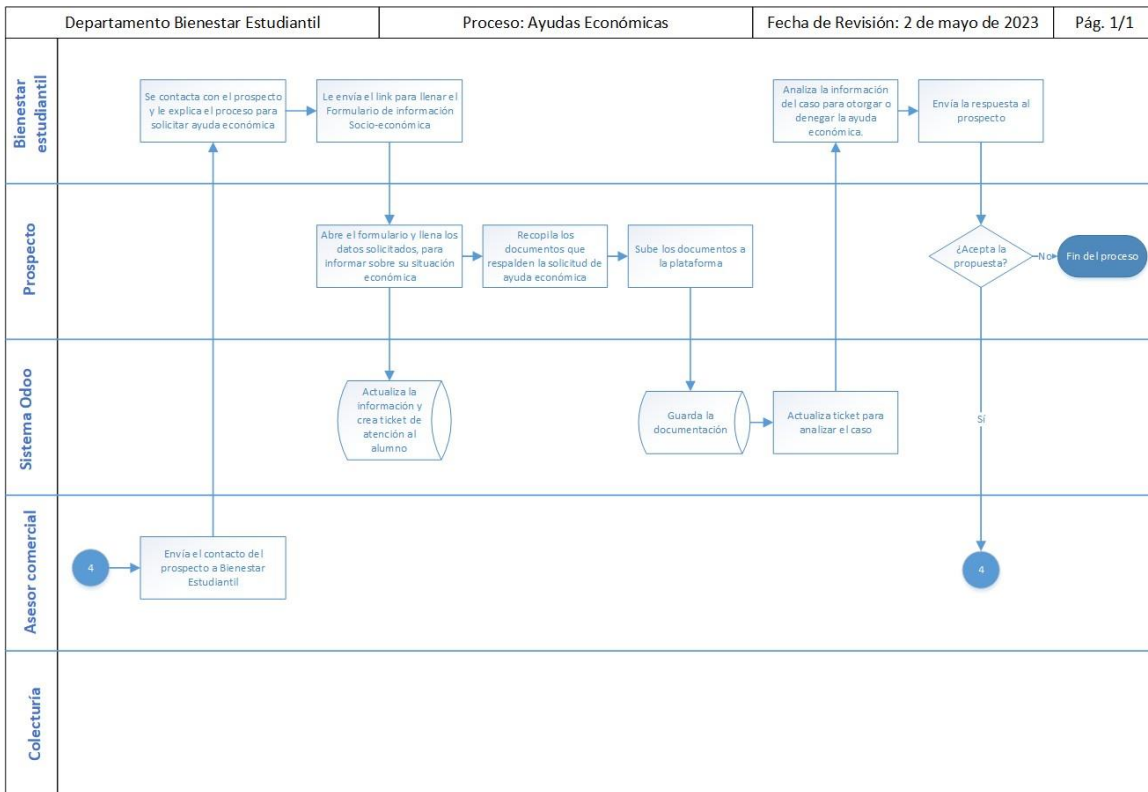 Departamento Bienestar Estudiantil
Proceso: Ayudas Económicas
Fecha de Revisión: 2 de mayo de 2023
Pág. 1/1
Bienestar
estudiantil
Se contacta con el prospecto
y le explica el proceso para
solicitar ayuda económica
Le envía el link para llenar el
Formulario de información
Socio-económica
Analiza la información
del caso para otorgar o
denegar la ayuda
económica.
Envía la respuesta al
prospecto
Prospecto
Abre el formulario y llena los
datos solicitados, para
informar sobre su situación
económica
Recopila los
documentos que
respalden la solicitud de
ayuda económica
Sube los documentos a
la plataforma
¿Acepta la
propuesta?
No
Fin del proceso
Sistema Odoo
Actualiza la
información y
crea ticket de
atención al
alumno
Guarda la
documentación
Actualiza ticket para
analizar el caso
Sí
Asesor comercial
4
Envía el contacto del
prospecto a Bienestar
Estudiantil
4
Colecturía